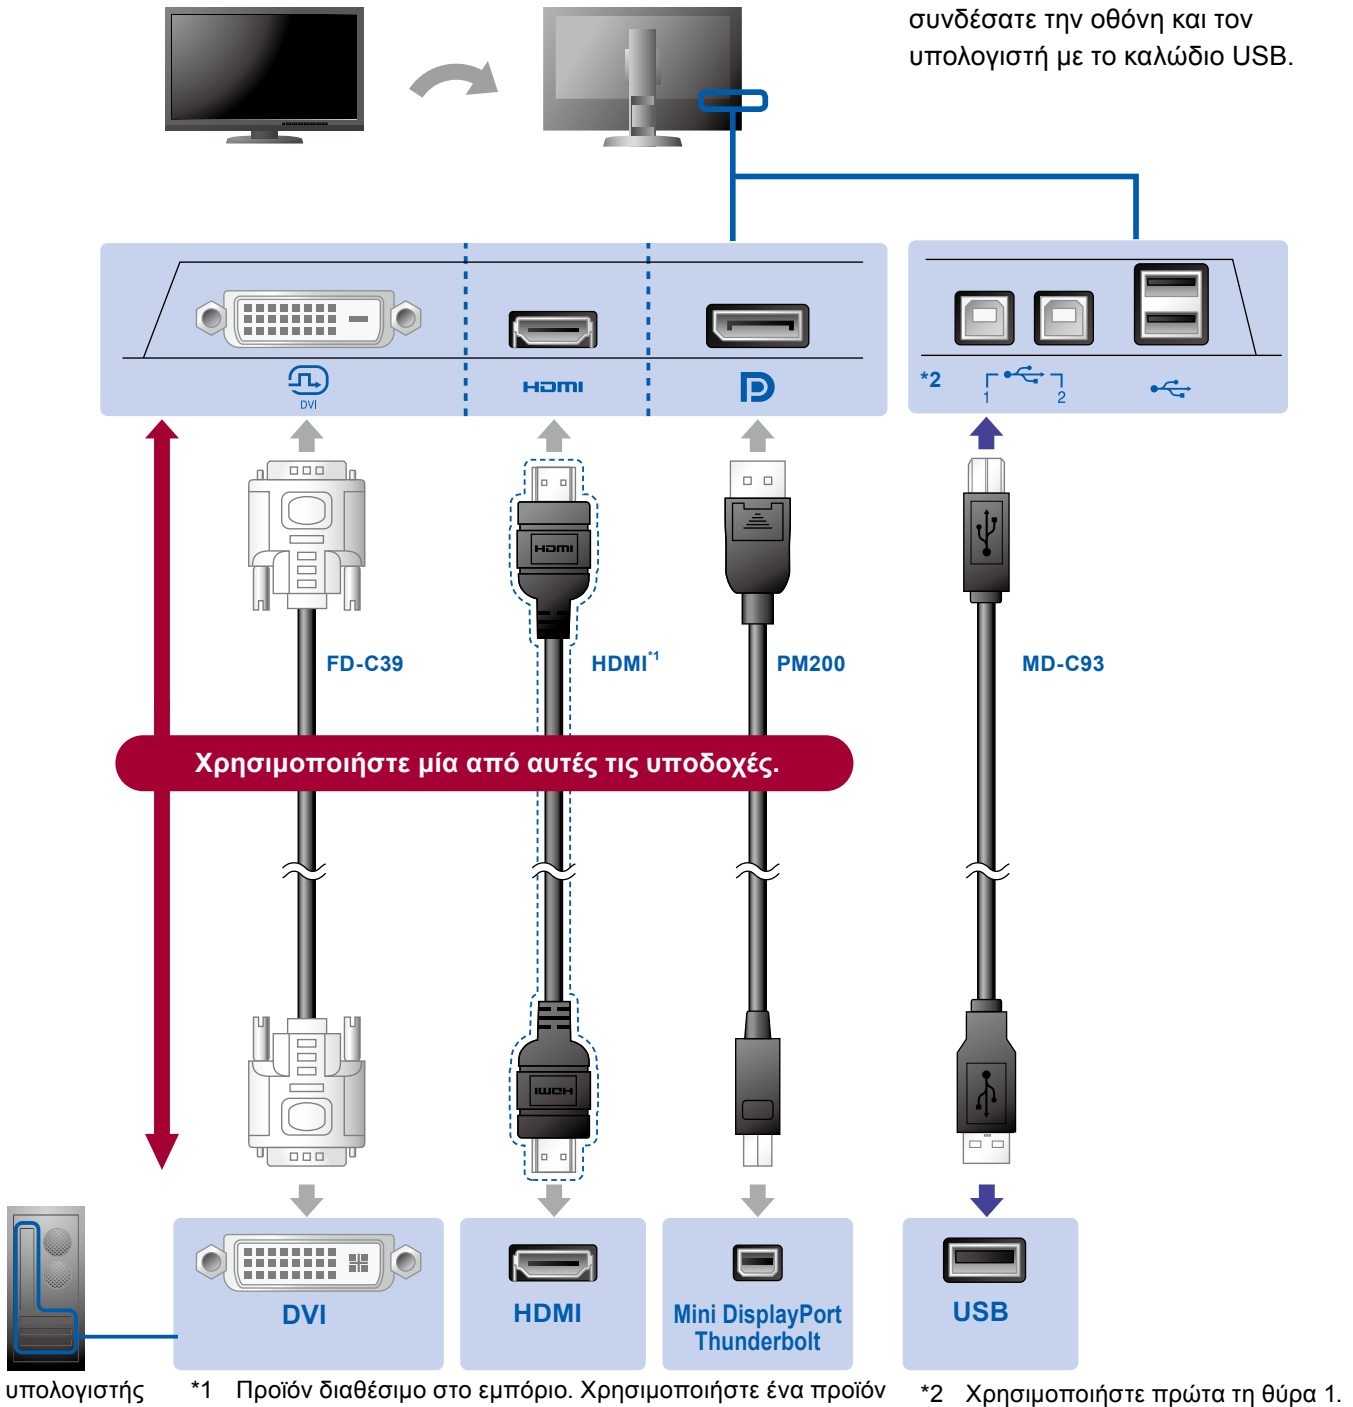 συνδέσατε την οθόνη και τον
υπολογιστή με το καλώδιο USB.
DVI
HDMI
*2
1
2
HDMI
FD-C39
HDMI*1
PM200
MD-C93
Χρησιμοποιήστε μία από αυτές τις υποδοχές.
HDMI
DVI
HDMI
Mini DisplayPort
Thunderbolt
USB
υπολογιστής
*1 Προϊόν διαθέσιμο στο εμπόριο. Χρησιμοποιήστε ένα προϊόν
*2 Χρησιμοποιήστε πρώτα τη θύρα 1.